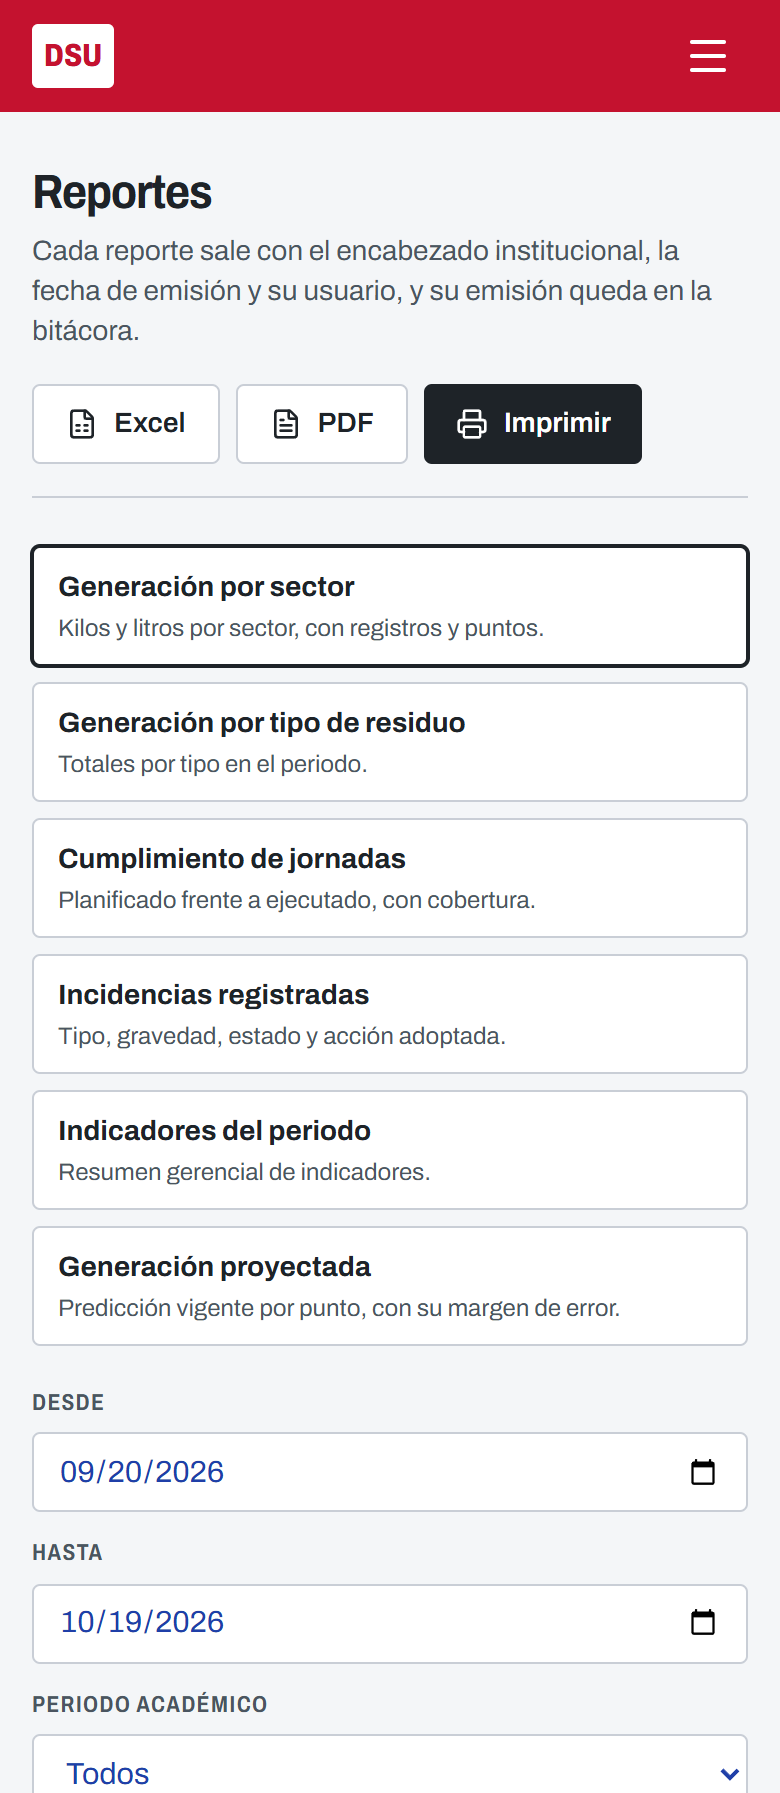 DSU
Reportes
Cada reporte sale con el encabezado institucional, la
fecha de emisión y su usuario, y su emisión queda en la
bitácora.
Excel
PDF
Imprimir
Generación por sector
Kilos y litros por sector, con registros y puntos.
Generación por tipo de residuo
Totales por tipo en el periodo.
Cumplimiento de jornadas
Planificado frente a ejecutado, con cobertura.
Incidencias registradas
Tipo, gravedad, estado y acción adoptada.
Indicadores del periodo
Resumen gerencial de indicadores.
Generación proyectada
Predicción vigente por punto, con su margen de error.
DESDE
09/20/2026
HASTA
10/19/2026
PERIODO ACADÉMICO
Todos